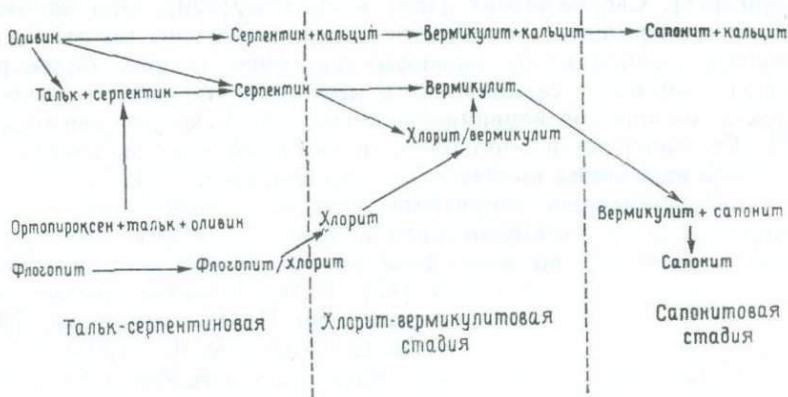 Оливин Серпентин+кальцит Вермикулит+кальцит Сапонит+кальцит
Тальк+серпентин Серпентин Вермикулит
Хлорит/вермикулит
Ортопироксен+тальк+оливин Хлорит Вермикулит+сапонит
Флогопит Флогопит/Хлорит Сапонит
Тальк-серпентиновая Хлорит-вермикулитовая Сапонитовая
стадия стадия